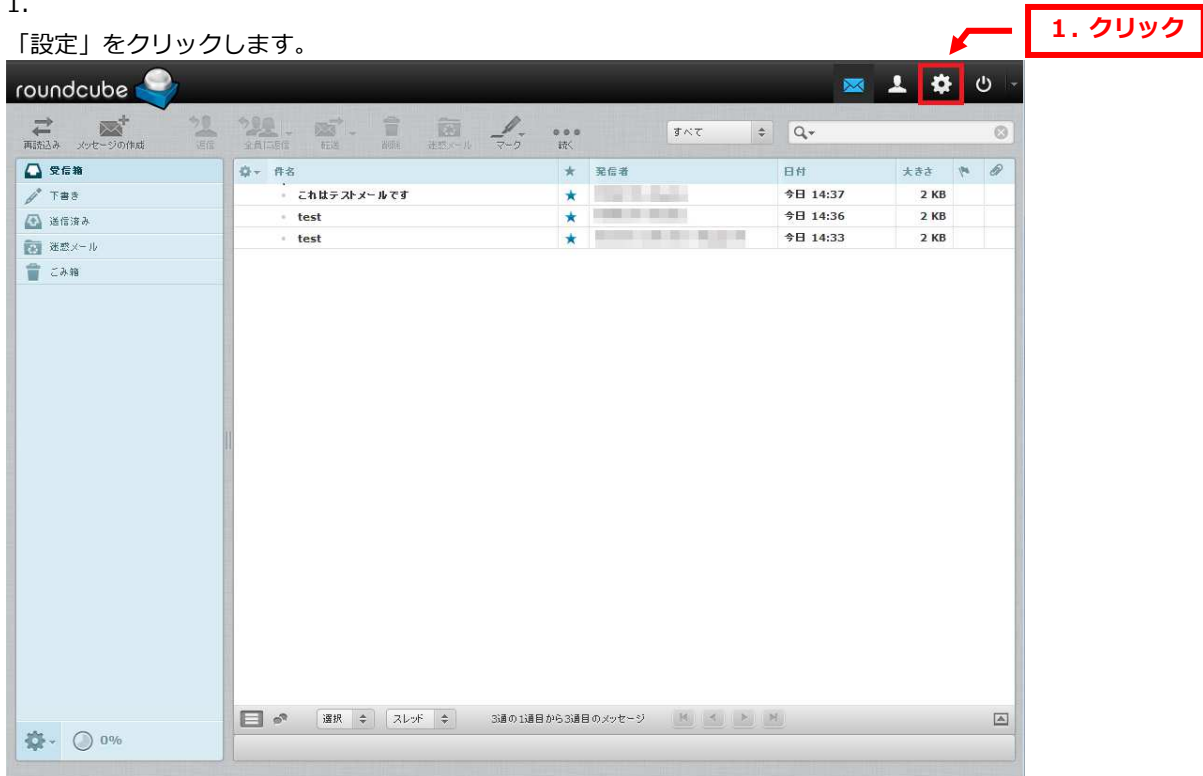 1.
「設定」をクリックします。
1. クリック
roundcube
再読込み メッセージの作成 返信 全員に返信 転送 削除 迷惑メール マーク 続く
すべて
受信箱
下書き
送信済み
迷惑メール
ごみ箱
件名 発信者 日付 大きさ
これはテストメールです 今日 14:37 2 KB
test 今日 14:36 2 KB
test 今日 14:33 2 KB
選択 スレッド 3通の1通目から3通目のメッセージ
0%